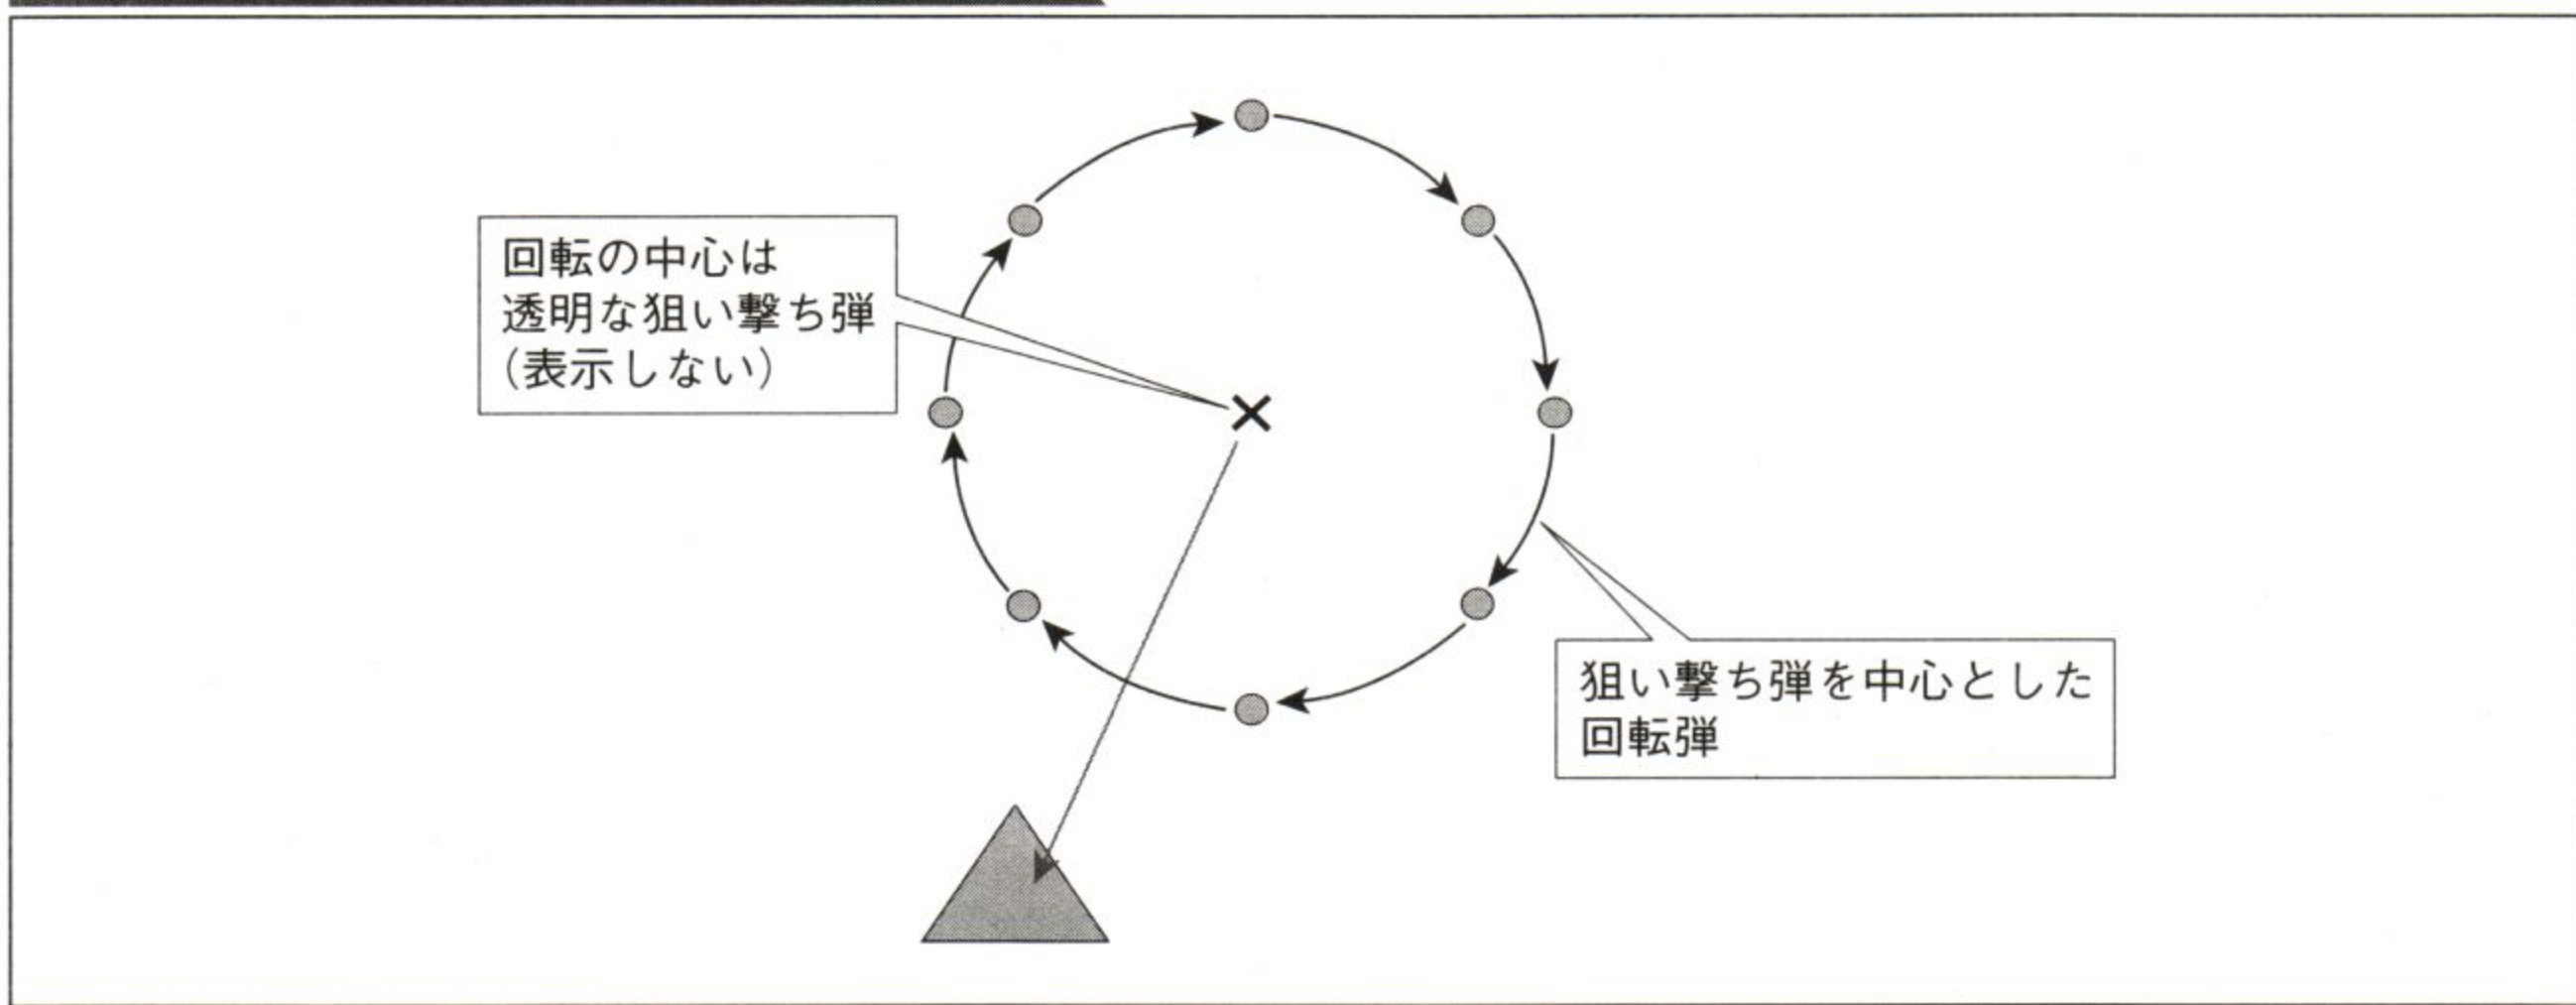 回転の中心は
透明な狙い撃ち弾
(表示しない)
狙い撃ち弾を中心とした
回転弾